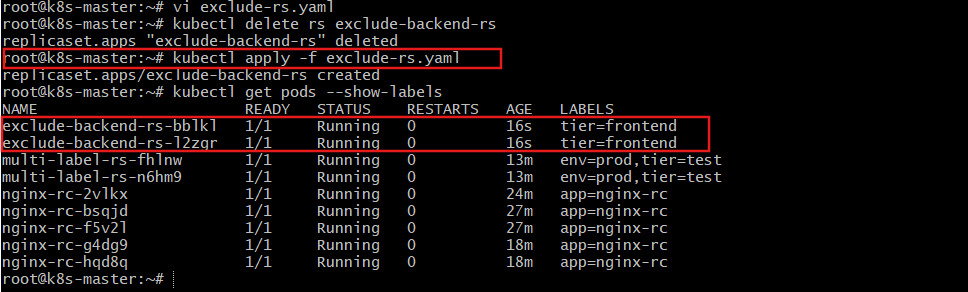 root@k8s-master:~# vi exclude-rs.yaml
root@k8s-master:~# kubectl delete rs exclude-backend-rs
replicaset.apps "exclude-backend-rs" deleted
root@k8s-master:~# kubectl apply -f exclude-rs.yaml
replicaset.apps/exclude-backend-rs created
root@k8s-master:~# kubectl get pods --show-labels
NAME READY STATUS RESTARTS AGE LABELS
exclude-backend-rs-bblkl 1/1 Running 0 16s tier=frontend
exclude-backend-rs-l2zgr 1/1 Running 0 16s tier=frontend
multi-label-rs-fhlnw 1/1 Running 0 13m env=prod,tier=test
multi-label-rs-n6hm9 1/1 Running 0 13m env=prod,tier=test
nginx-rc-2vlkx 1/1 Running 0 24m app=nginx-rc
nginx-rc-bsqjd 1/1 Running 0 27m app=nginx-rc
nginx-rc-f5v2l 1/1 Running 0 27m app=nginx-rc
nginx-rc-g4dg9 1/1 Running 0 18m app=nginx-rc
nginx-rc-hqd8q 1/1 Running 0 18m app=nginx-rc
root@k8s-master:~#